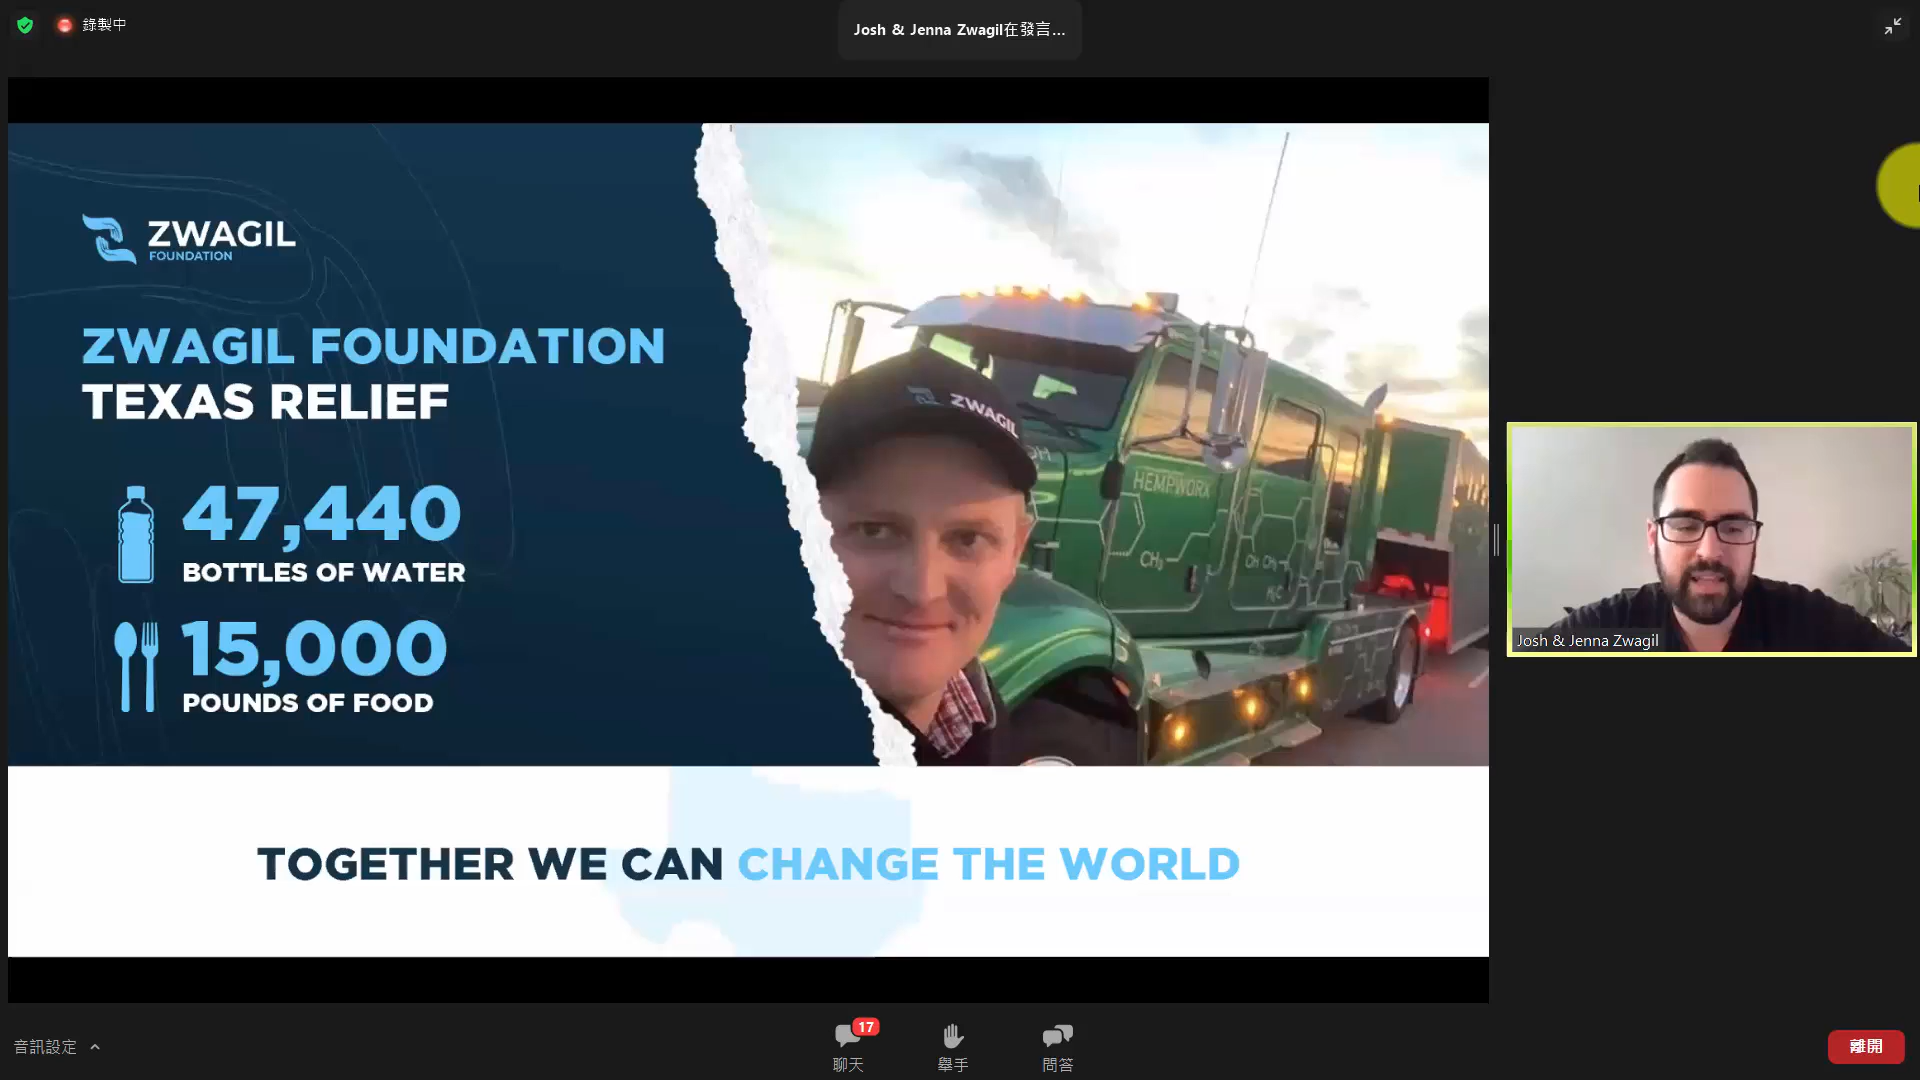 錄製中
Josh & Jenna Zwagil在發言...
ZWAGIL
FOUNDATION
ZWAGIL FOUNDATION
TEXAS RELIEF
47,440
BOTTLES OF WATER
15,000
POUNDS OF FOOD
ZWAGIL
HEMPWORX
CH₃
TOGETHER WE CAN CHANGE THE WORLD
Josh & Jenna Zwagil
音訊設定
17
聊天
舉手
問答
離開